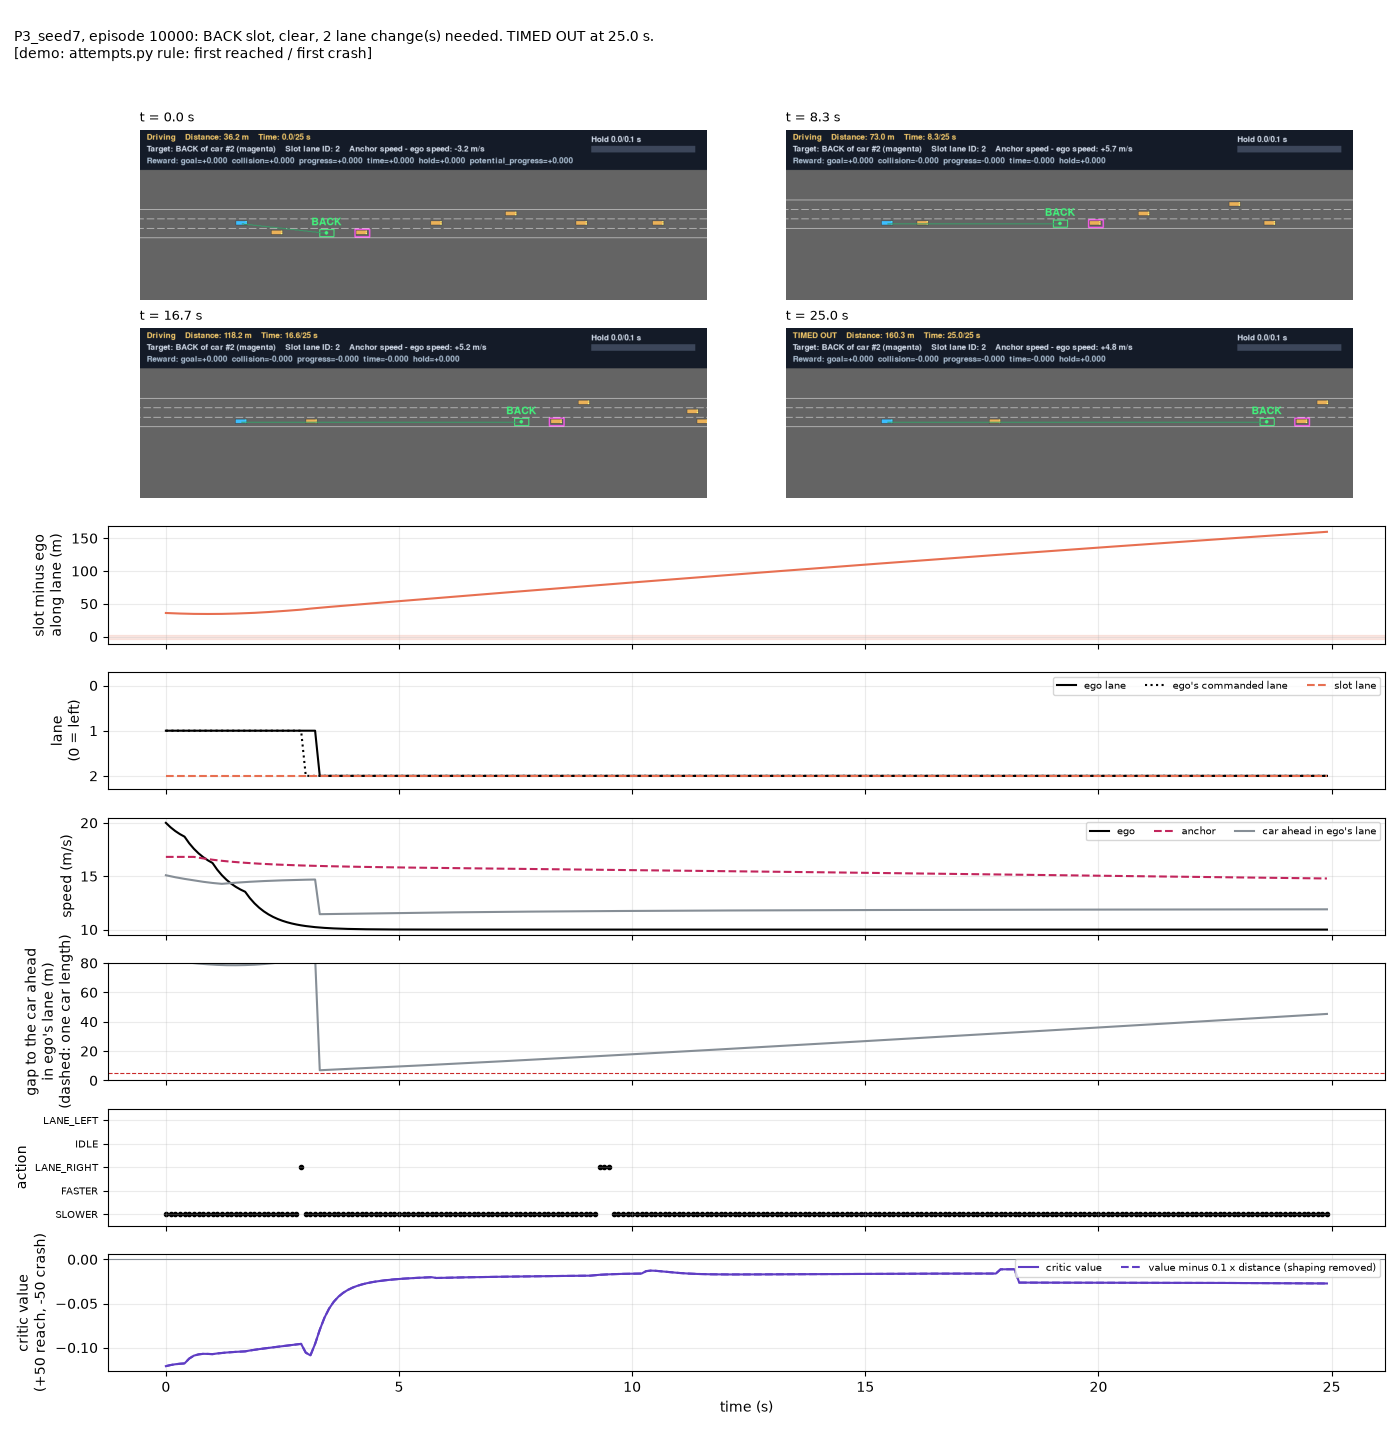 P3_seed7, episode 10000: BACK slot, clear, 2 lane change(s) needed. TIMED OUT at 25.0 s.
[demo: attempts.py rule: first reached / first crash]
t = 0.0 s
Driving Distance: 36.2 m Time: 0.0/25 s
Hold 0.0/0.1 s
Target: BACK of car #2 (magenta) Slot lane ID: 2 Anchor speed - ego speed: -3.2 m/s
Reward: goal=+0.000 collision=+0.000 progress=+0.000 time=+0.000 hold=+0.000 potential_progress=+0.000
BACK
t = 8.3 s
Driving Distance: 73.0 m Time: 8.3/25 s
Hold 0.0/0.1 s
Target: BACK of car #2 (magenta) Slot lane ID: 2 Anchor speed - ego speed: +5.7 m/s
Reward: goal=+0.000 collision=-0.000 progress=-0.000 time=-0.000 hold=+0.000
BACK
t = 16.7 s
Driving Distance: 118.2 m Time: 16.6/25 s
Hold 0.0/0.1 s
Target: BACK of car #2 (magenta) Slot lane ID: 2 Anchor speed - ego speed: +5.2 m/s
Reward: goal=+0.000 collision=-0.000 progress=-0.000 time=-0.000 hold=+0.000
BACK
t = 25.0 s
TIMED OUT Distance: 160.3 m Time: 25.0/25 s
Hold 0.0/0.1 s
Target: BACK of car #2 (magenta) Slot lane ID: 2 Anchor speed - ego speed: +4.8 m/s
Reward: goal=+0.000 collision=-0.000 progress=-0.000 time=-0.000 hold=+0.000
BACK
slot minus ego
along lane (m)
150
100
50
0
lane
(0 = left)
0
1
2
ego lane
ego's commanded lane
slot lane
speed (m/s)
20
15
10
ego
anchor
car ahead in ego's lane
gap to the car ahead
in ego's lane (m)
(dashed: one car length)
80
60
40
20
0
action
LANE_LEFT
IDLE
LANE_RIGHT
FASTER
SLOWER
critic value
(+50 reach, -50 crash)
0.00
−0.05
−0.10
critic value
value minus 0.1 x distance (shaping removed)
0
5
10
15
20
25
time (s)